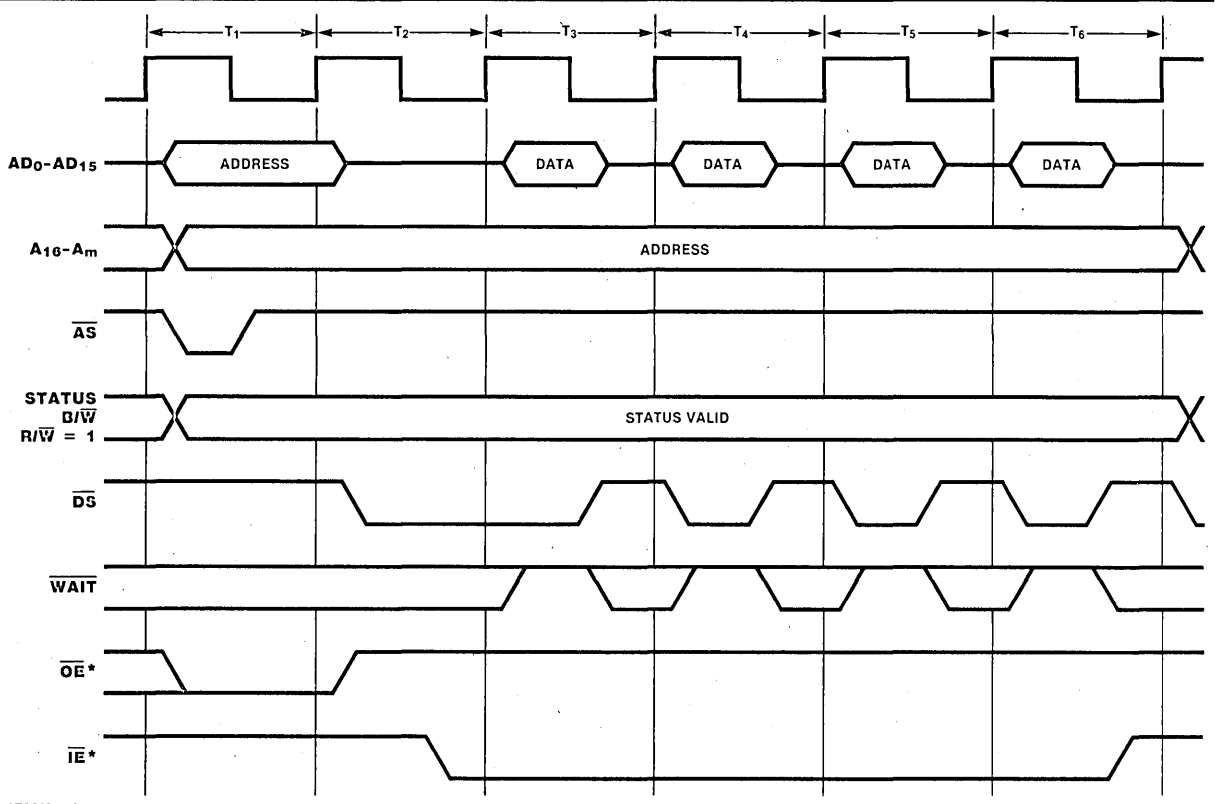 T1 T2 T3 T4 T5 T6
AD0-AD15 ADDRESS DATA DATA DATA DATA
A16-Am ADDRESS
AS
STATUS
B/W
R/W = 1
STATUS VALID
DS
WAIT
OE*
IE*